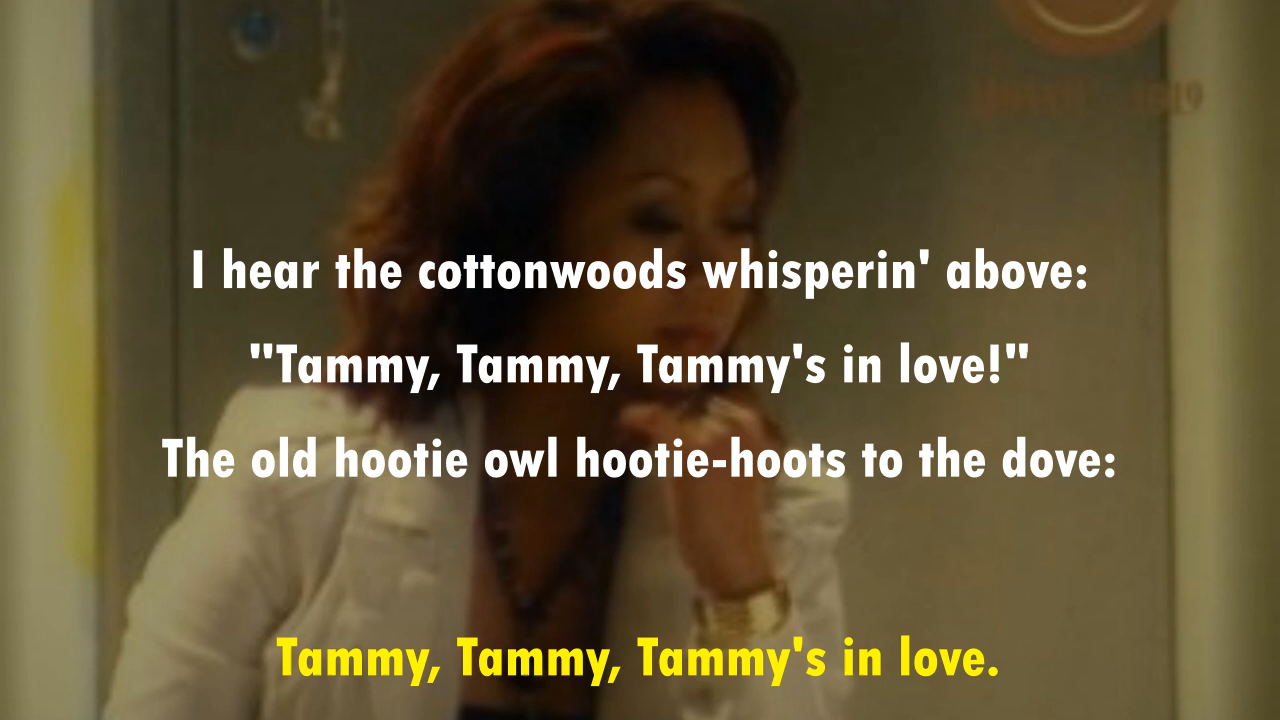 I hear the cottonwoods whisperin' above:
"Tammy, Tammy, Tammy's in love!"
The old hootie owl hootie-hoots to the dove:
Tammy, Tammy, Tammy's in love.